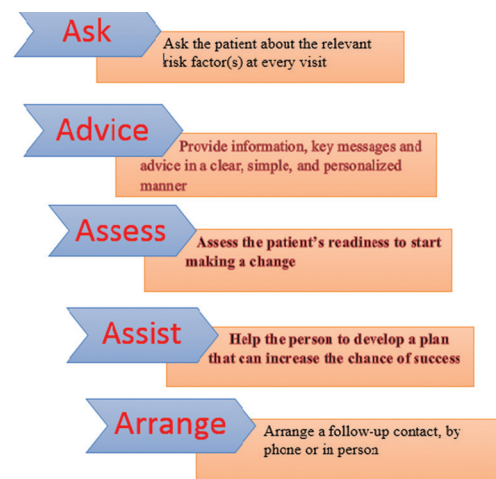 Ask
Ask the patient about the relevant
risk factor(s) at every visit
Advice
Provide information, key messages and
advice in a clear, simple, and personalized
manner
Assess
Assess the patient's readiness to start
making a change
Assist
Help the person to develop a plan
that can increase the chance of success
Arrange
Arrange a follow-up contact, by
phone or in person